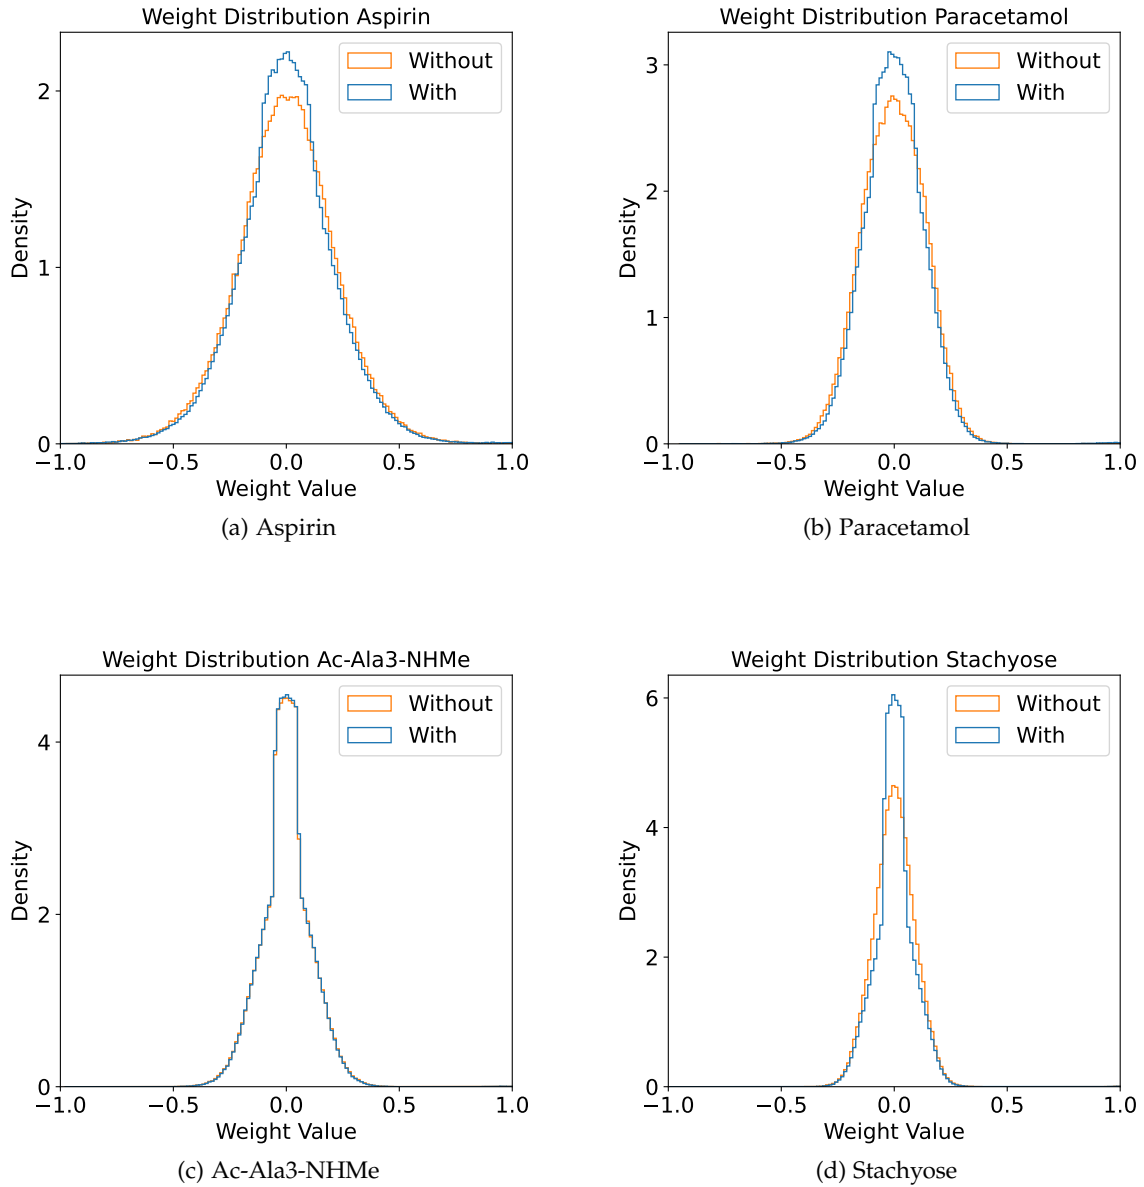 Weight Distribution Aspirin
Without
With
2
1
0
Density
−1.0 −0.5 0.0 0.5 1.0
Weight Value
(a) Aspirin
Weight Distribution Paracetamol
Without
With
3
2
1
0
Density
−1.0 −0.5 0.0 0.5 1.0
Weight Value
(b) Paracetamol
Weight Distribution Ac-Ala3-NHMe
Without
With
4
2
0
Density
−1.0 −0.5 0.0 0.5 1.0
Weight Value
(c) Ac-Ala3-NHMe
Weight Distribution Stachyose
Without
With
6
4
2
0
Density
−1.0 −0.5 0.0 0.5 1.0
Weight Value
(d) Stachyose